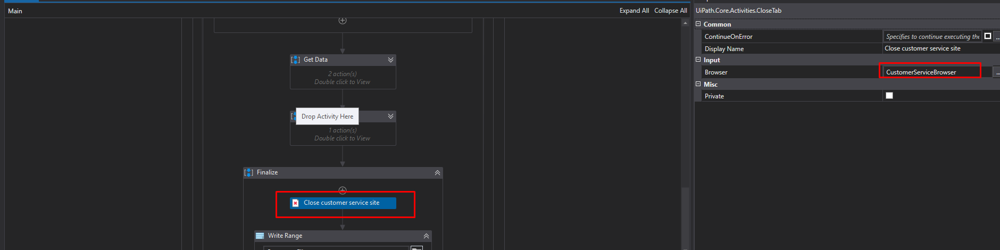 Main
Expand All Collapse All
Get Data
2 action(s)
Double click to View
Drop Activity Here
1 action(s)
Double click to View
Finalize
Close customer service site
Write Range
UiPath.Core.Activities.CloseTab
Common
ContinueOnError
Specifies to continue executing the
...
Display Name
Close customer service site
Input
Browser
CustomerServiceBrowser
...
Misc
Private